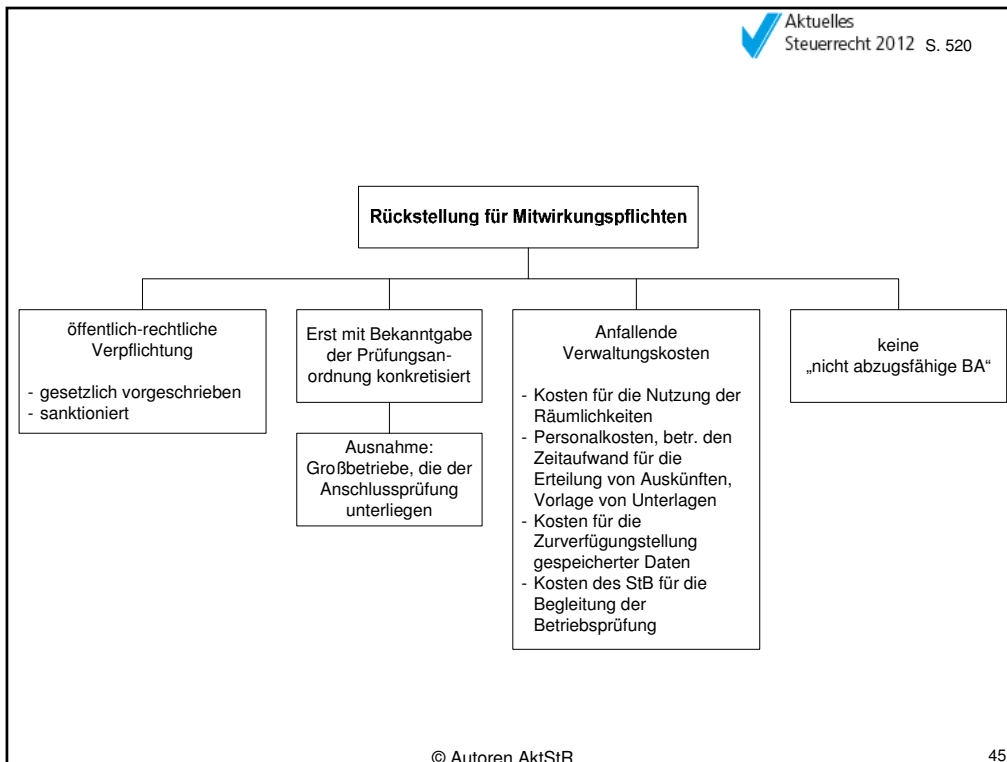 Aktuelles
Steuerrecht 2012 S. 520
Rückstellung für Mitwirkungspflichten
öffentlich-rechtliche
Verpflichtung
- gesetzlich vorgeschrieben
- sanktioniert
Erst mit Bekanntgabe
der Prüfungsan-
ordnung konkretisiert
Ausnahme:
Großbetriebe, die der
Anschlussprüfung
unterliegen
Anfallende
Verwaltungskosten
- Kosten für die Nutzung der
Räumlichkeiten
- Personalkosten, betr. den
Zeitaufwand für die
Erteilung von Auskünften,
Vorlage von Unterlagen
- Kosten für die
Zurverfügungstellung
gespeicherter Daten
- Kosten des StB für die
Begleitung der
Betriebsprüfung
keine
„nicht abzugsfähige BA“
© Autoren AktStR
45